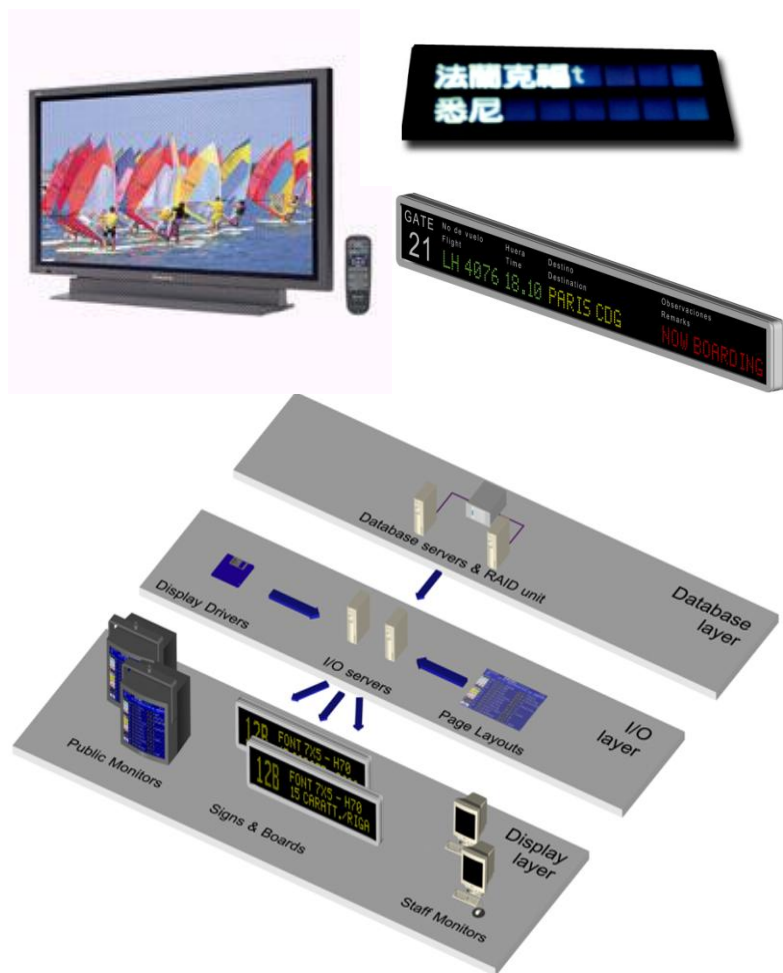 法蘭克福t
悉尼
GATE
21
No de vuelo
Flight
LH 4076
Huera
Time
18.10
Destino
Destination
PARIS CDG
Observaciones
Remarks
NOW BOARDING
Database servers & RAID unit
Database
layer
Display Drivers
I/O servers
Page Layouts
I/O
layer
Public Monitors
12B
12B
FONT 7X5 - H70
15 CARATT./RIGA
FONT 7X5 - H70
Signs & Boards
Staff Monitors
Display
layer